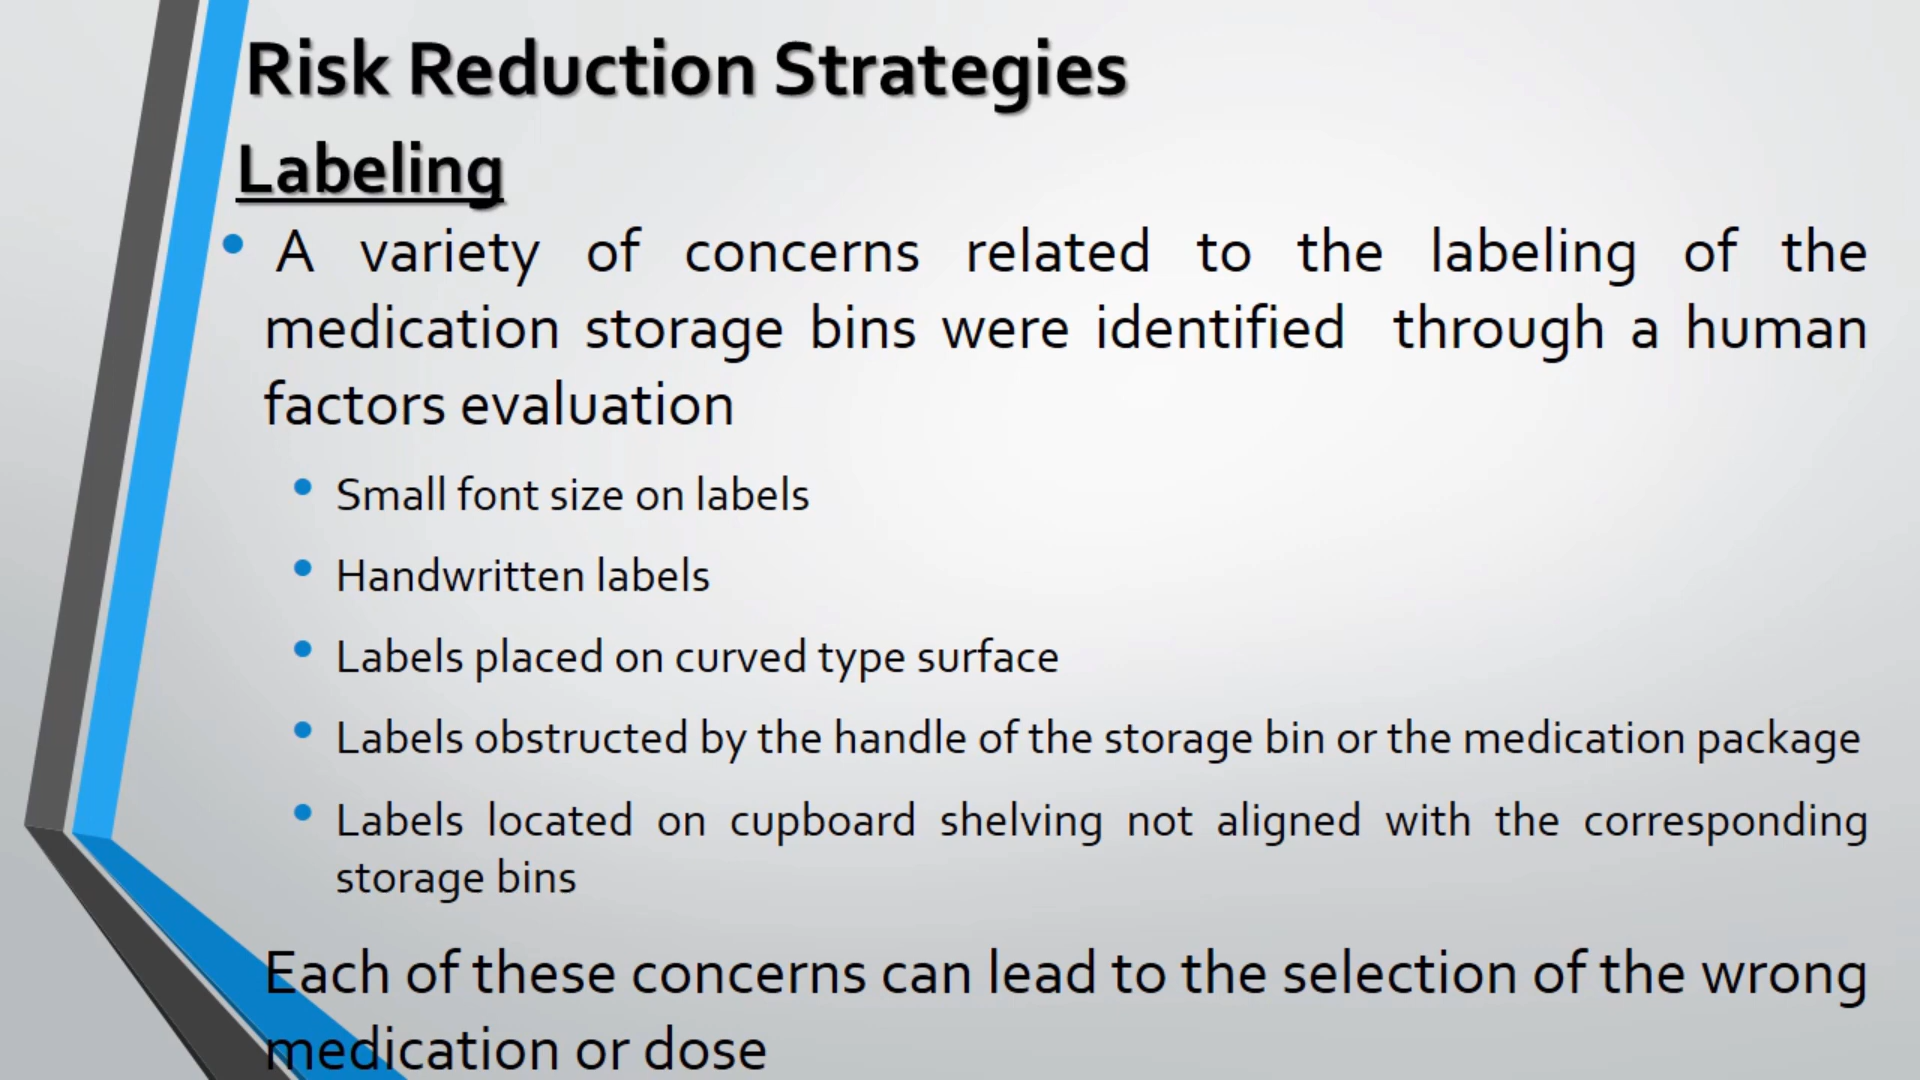 Risk Reduction Strategies
Labeling
• A variety of concerns related to the labeling of the
medication storage bins were identified through a human
factors evaluation
• Small font size on labels
• Handwritten labels
• Labels placed on curved type surface
• Labels obstructed by the handle of the storage bin or the medication package
• Labels located on cupboard shelving not aligned with the corresponding
storage bins
Each of these concerns can lead to the selection of the wrong
medication or dose